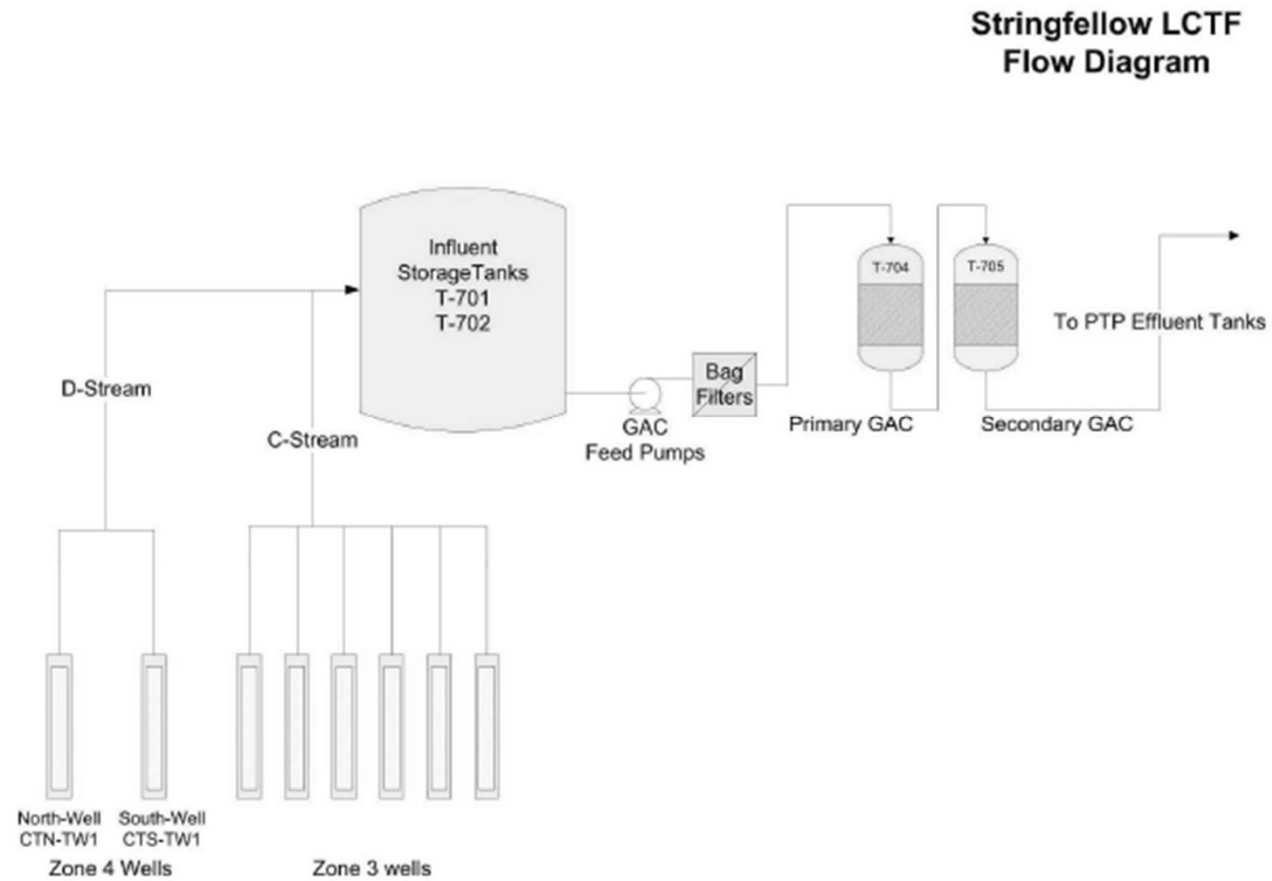 Stringfellow LCTF
Flow Diagram
Influent
StorageTanks
T-701
T-702
T-704
T-705
To PTP Effluent Tanks
D-Stream
Bag
Filters
C-Stream
GAC
Feed Pumps
Primary GAC
Secondary GAC
North-Well
CTN-TW1
South-Well
CTS-TW1
Zone 4 Wells
Zone 3 wells